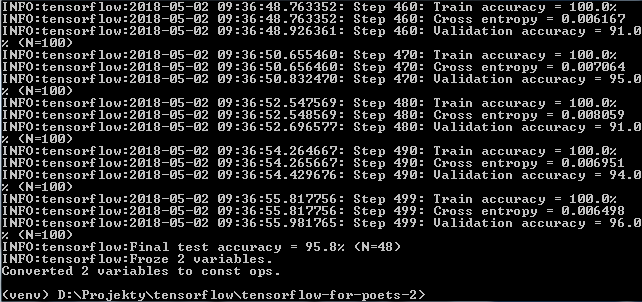 INFO:tensorflow:2018-05-02 09:36:48.763352: Step 460: Train accuracy = 100.0%
INFO:tensorflow:2018-05-02 09:36:48.763352: Step 460: Cross entropy = 0.006167
INFO:tensorflow:2018-05-02 09:36:48.926361: Step 460: Validation accuracy = 91.0
% (N=100)
INFO:tensorflow:2018-05-02 09:36:50.655460: Step 470: Train accuracy = 100.0%
INFO:tensorflow:2018-05-02 09:36:50.656460: Step 470: Cross entropy = 0.007064
INFO:tensorflow:2018-05-02 09:36:50.832470: Step 470: Validation accuracy = 95.0
% (N=100)
INFO:tensorflow:2018-05-02 09:36:52.547569: Step 480: Train accuracy = 100.0%
INFO:tensorflow:2018-05-02 09:36:52.548569: Step 480: Cross entropy = 0.008059
INFO:tensorflow:2018-05-02 09:36:52.696577: Step 480: Validation accuracy = 91.0
% (N=100)
INFO:tensorflow:2018-05-02 09:36:54.264667: Step 490: Train accuracy = 100.0%
INFO:tensorflow:2018-05-02 09:36:54.265667: Step 490: Cross entropy = 0.006951
INFO:tensorflow:2018-05-02 09:36:54.429676: Step 490: Validation accuracy = 94.0
% (N=100)
INFO:tensorflow:2018-05-02 09:36:55.817756: Step 499: Train accuracy = 100.0%
INFO:tensorflow:2018-05-02 09:36:55.817756: Step 499: Cross entropy = 0.006498
INFO:tensorflow:2018-05-02 09:36:55.981765: Step 499: Validation accuracy = 96.0
% (N=100)
INFO:tensorflow:Final test accuracy = 95.8% (N=48)
INFO:tensorflow:Froze 2 variables.
Converted 2 variables to const ops.
(venv) D:\Projekty\tensorflow\tensorflow-for-poets-2>